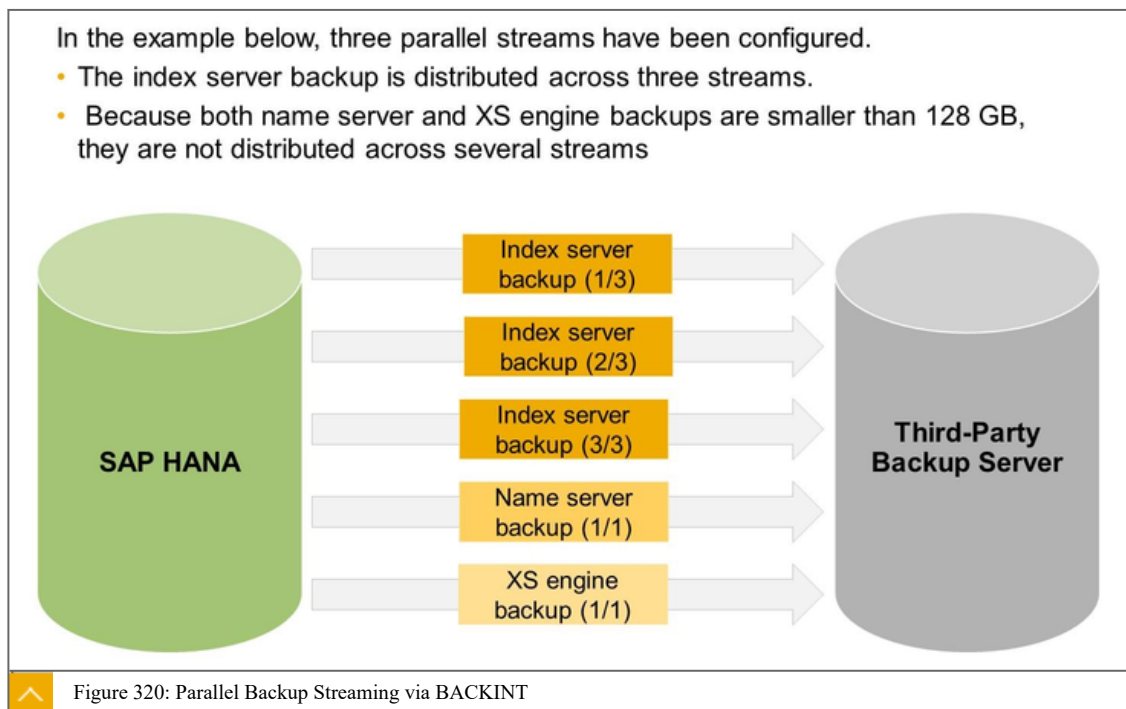 In the example below, three parallel streams have been configured.
• The index server backup is distributed across three streams.
• Because both name server and XS engine backups are smaller than 128 GB,
they are not distributed across several streams
SAP HANA
Index server
backup (1/3)
Index server
backup (2/3)
Index server
backup (3/3)
Name server
backup (1/1)
XS engine
backup (1/1)
Third-Party
Backup Server
Figure 320: Parallel Backup Streaming via BACKINT